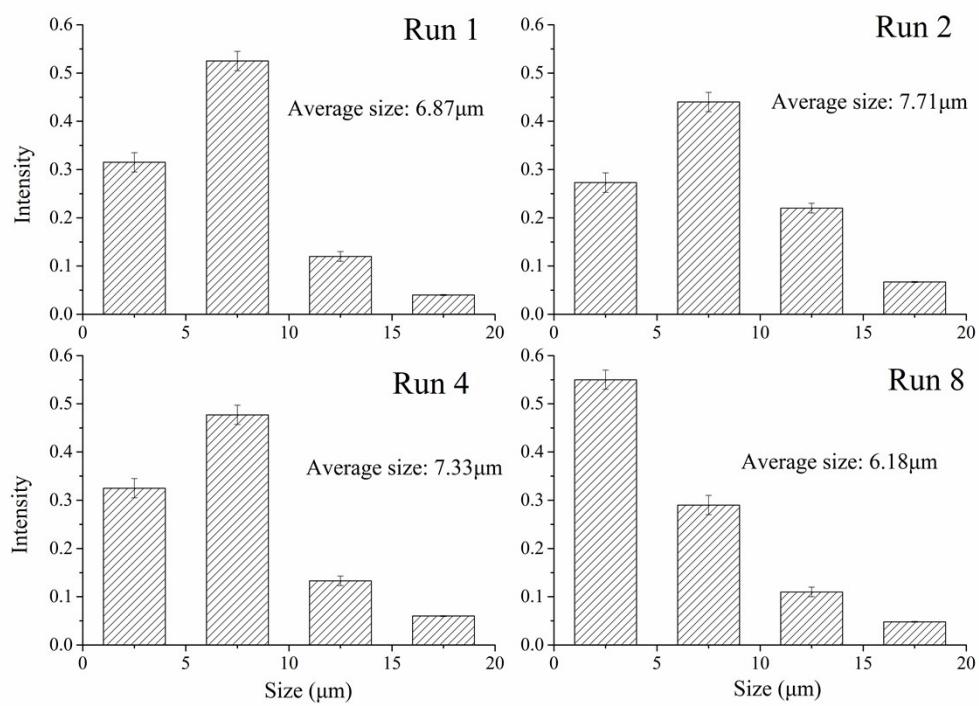 Run 1
Average size: 6.87μm
Intensity
0.6
0.5
0.4
0.3
0.2
0.1
0.0
0 5 10 15 20
Run 2
Average size: 7.71μm
0.6
0.5
0.4
0.3
0.2
0.1
0.0
0 5 10 15 20
Run 4
Average size: 7.33μm
Intensity
0.6
0.5
0.4
0.3
0.2
0.1
0.0
0 5 10 15 20
Size (μm)
Run 8
Average size: 6.18μm
0.6
0.5
0.4
0.3
0.2
0.1
0.0
0 5 10 15 20
Size (μm)